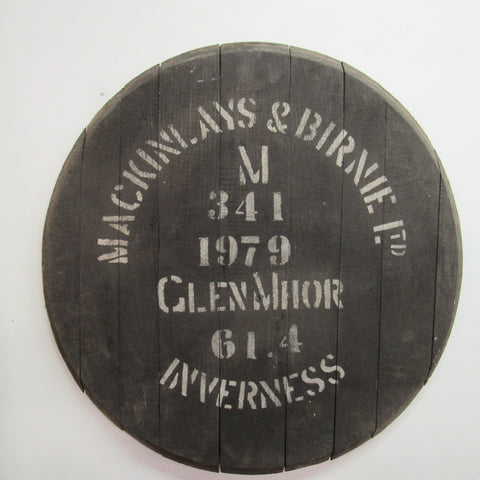 MACKINLAYS & BIRNIE LTD
M
341
1979
GLEN MHOR
61.4
INVERNESS